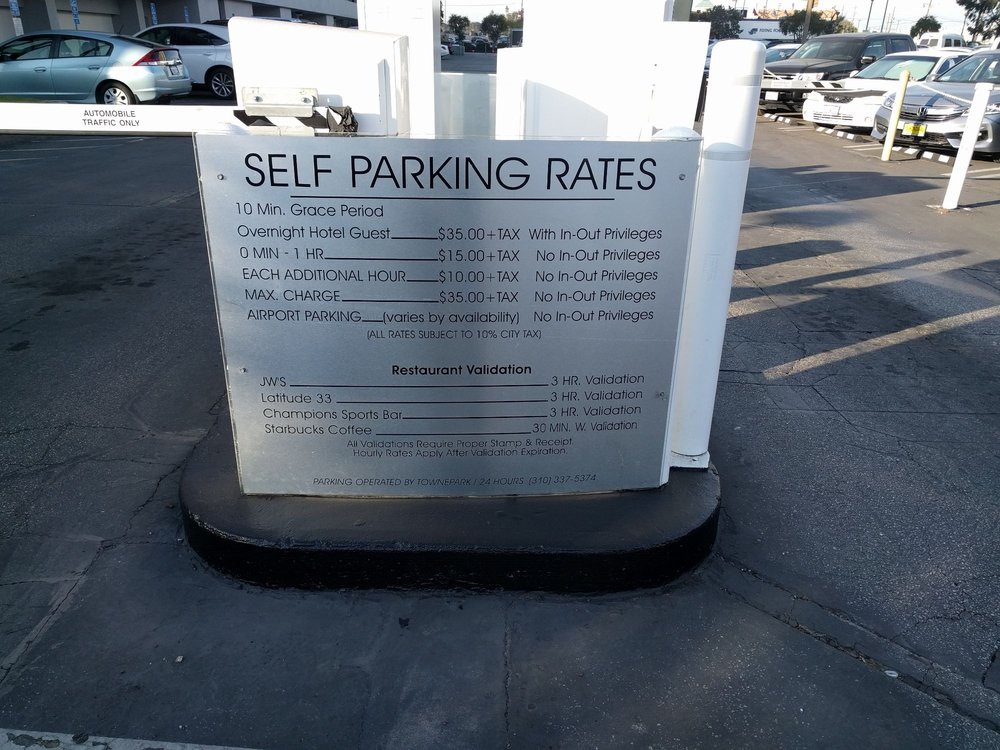 AUTOMOBILE
TRAFFIC ONLY
SELF PARKING RATES
10 Min. Grace Period
Overnight Hotel Guest $35.00+TAX With In-Out Privileges
0 MIN - 1 HR $15.00+TAX No In-Out Privileges
EACH ADDITIONAL HOUR $10.00+TAX No In-Out Privileges
MAX. CHARGE $35.00+TAX No In-Out Privileges
AIRPORT PARKING (varies by availability) No In-Out Privileges
(ALL RATES SUBJECT TO 10% CITY TAX)
Restaurant Validation
JW'S 3 HR. Validation
Latitude 33 3 HR. Validation
Champions Sports Bar 3 HR. Validation
Starbucks Coffee 30 MIN. W. Validation
All Validations Require Proper Stamp & Receipt.
Hourly Rates Apply After Validation Expiration.
PARKING OPERATED BY TOWNEPARK / 24 HOURS. (310) 337-5374